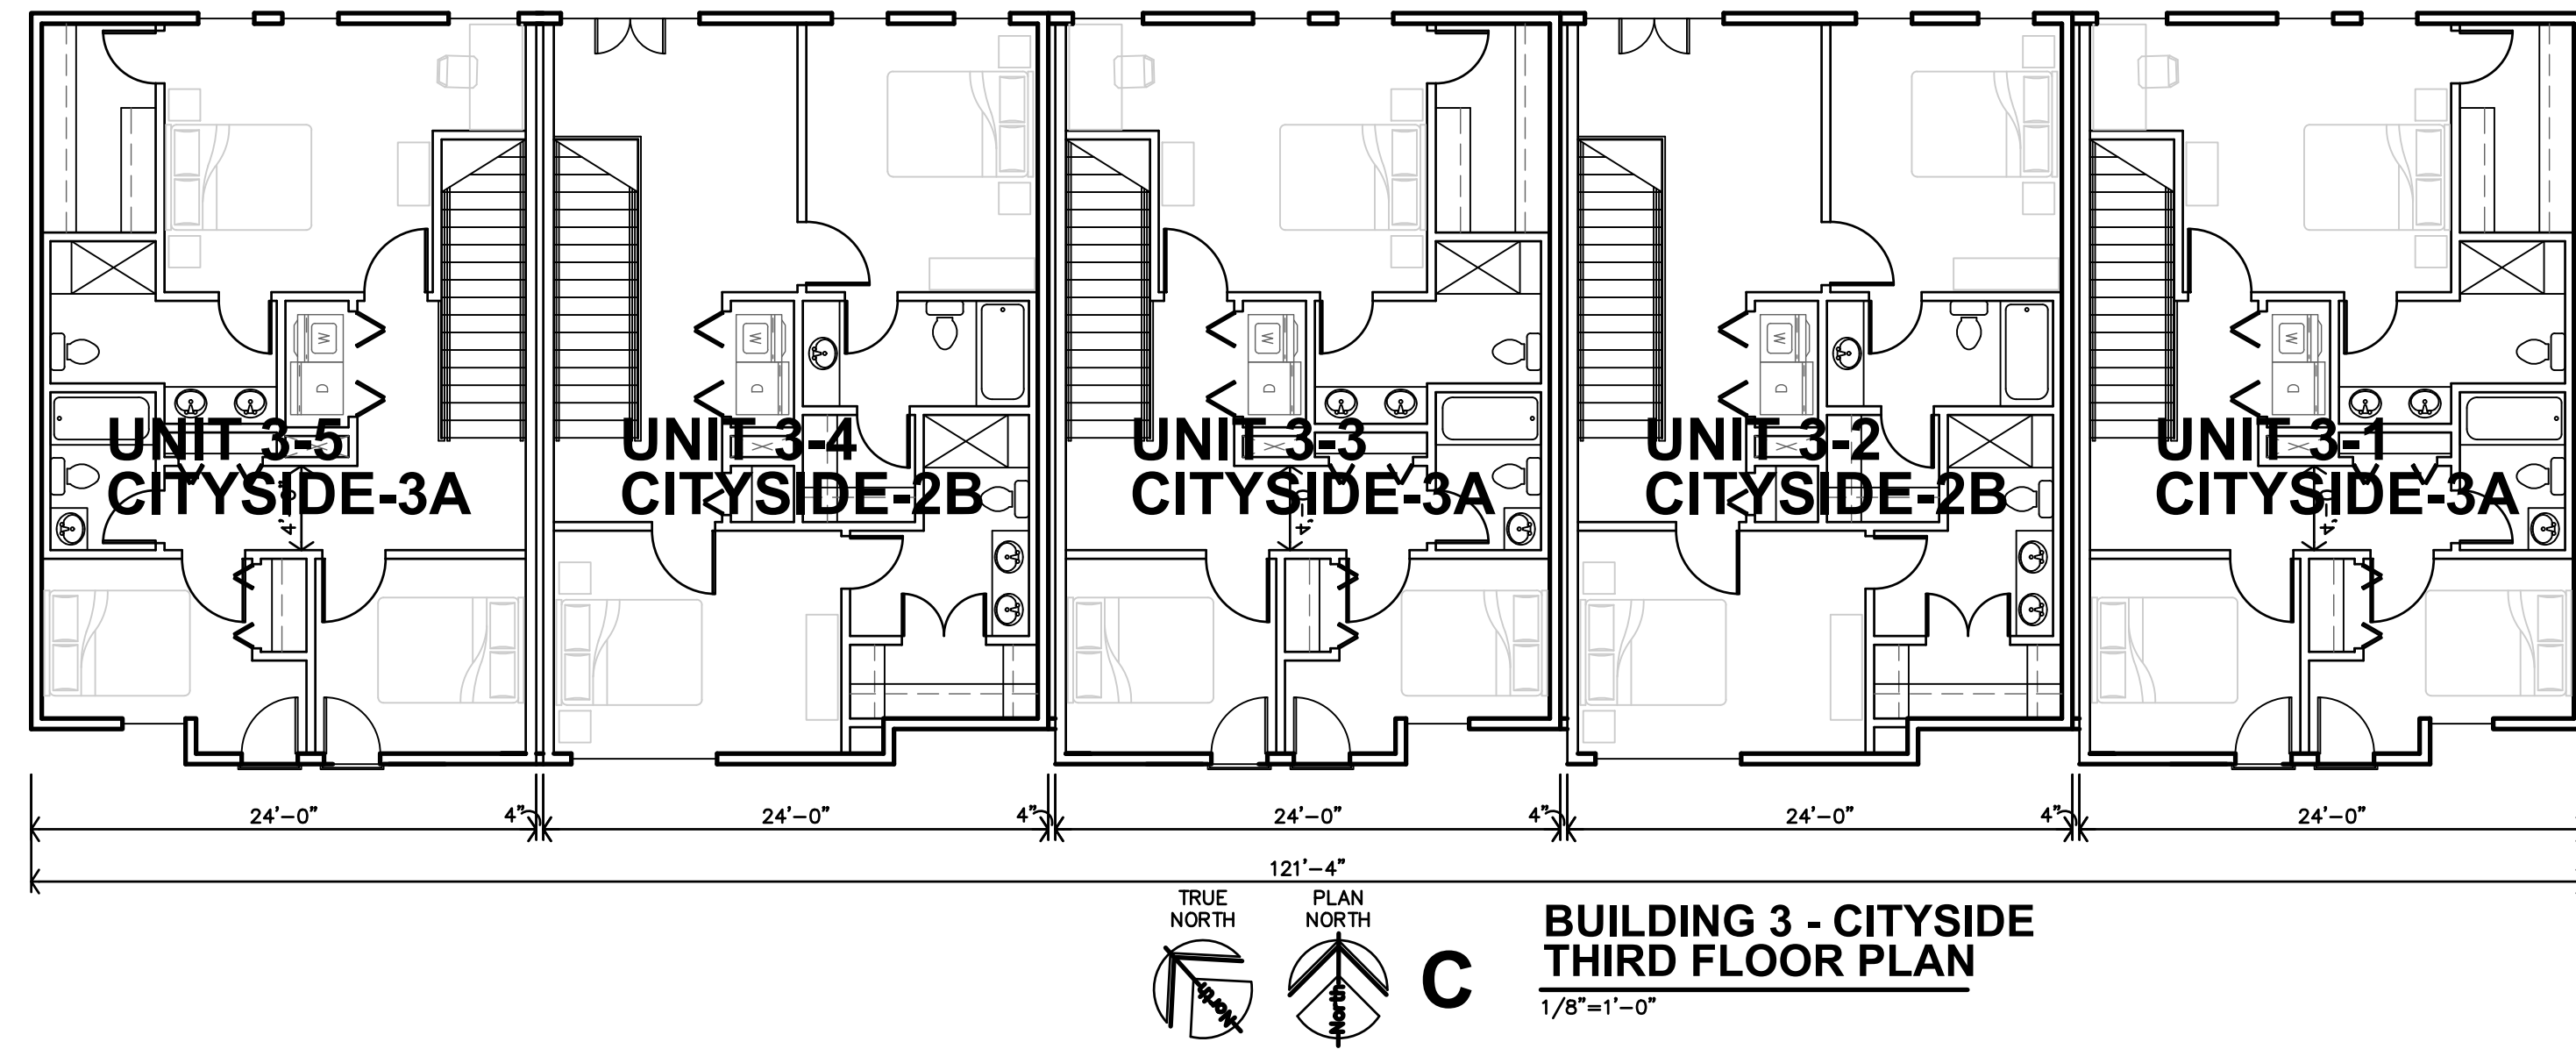 W
D
W
D
W
D
W
D
W
D
UNIT 3-5
CITYSIDE-3A
UNIT 3-4
CITYSIDE-2B
UNIT 3-3
CITYSIDE-3A
UNIT 3-2
CITYSIDE-2B
UNIT 3-1
CITYSIDE-3A
24'-0"
4"
24'-0"
4"
24'-0"
4"
24'-0"
4"
24'-0"
121'-4"
TRUE
NORTH
PLAN
NORTH
North
North
C
BUILDING 3 - CITYSIDE
THIRD FLOOR PLAN
1/8"=1'-0"